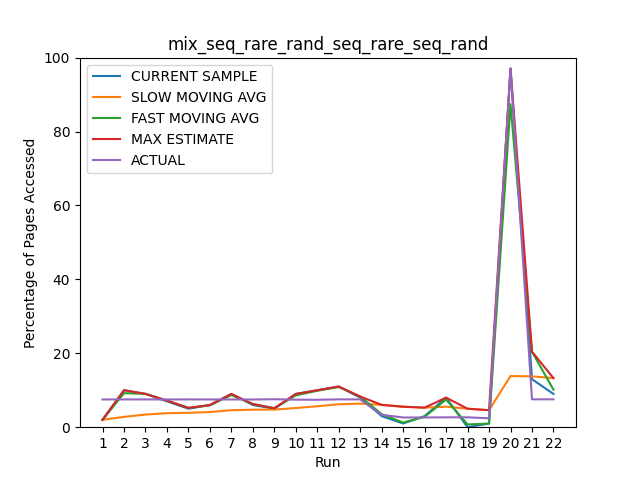 mix_seq_rare_rand_seq_rare_seq_rand
CURRENT SAMPLE
SLOW MOVING AVG
FAST MOVING AVG
MAX ESTIMATE
ACTUAL
Percentage of Pages Accessed
100
80
60
40
20
0
1 2 3 4 5 6 7 8 9 10 11 12 13 14 15 16 17 18 19 20 21 22
Run